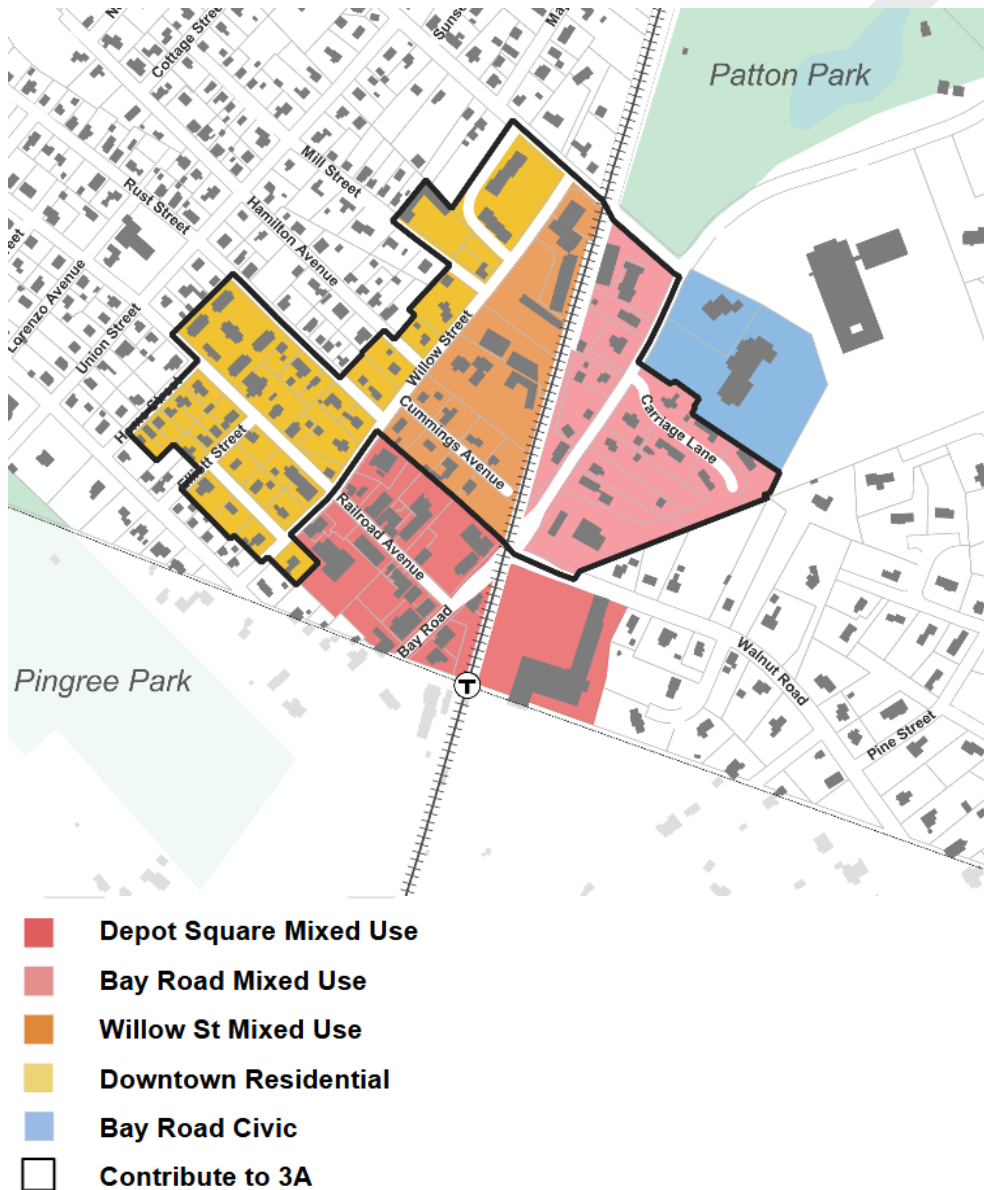 Cottage Street
Patton Park
Mill Street
Rust Street
Hamilton Avenue
Lorenzo Avenue
Union Street
Willow Street
Cummings Avenue
Carriage Lane
Elliott Street
Railroad Avenue
Bay Road
T
Walnut Road
Pingree Park
Pine Street
Depot Square Mixed Use
Bay Road Mixed Use
Willow St Mixed Use
Downtown Residential
Bay Road Civic
Contribute to 3A